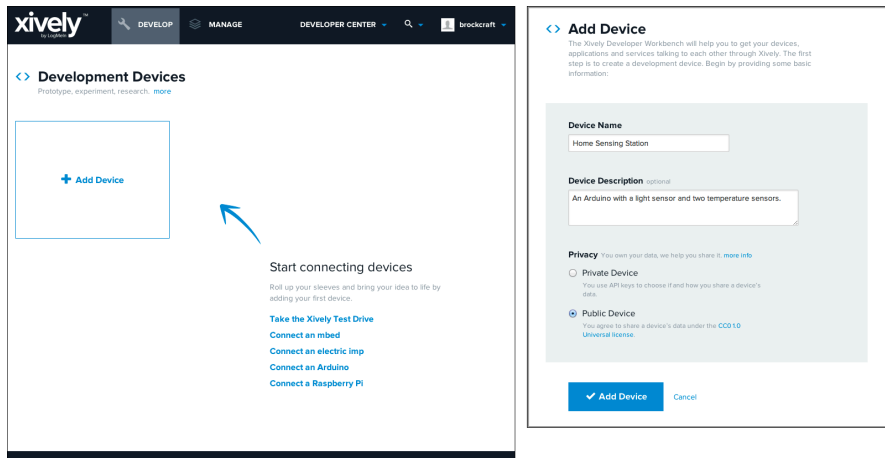 xively™
by LogMeIn
DEVELOP
MANAGE
DEVELOPER CENTER
brockcraft
<> Development Devices
Prototype, experiment, research. more
+ Add Device
Start connecting devices
Roll up your sleeves and bring your idea to life by
adding your first device.
Take the Xively Test Drive
Connect an mbed
Connect an electric imp
Connect an Arduino
Connect a Raspberry Pi
<> Add Device
The Xively Developer Workbench will help you to get your devices,
applications and services talking to each other through Xively. The first
step is to create a development device. Begin by providing some basic
information:
Device Name
Home Sensing Station
Device Description optional
An Arduino with a light sensor and two temperature sensors.
Privacy You own your data, we help you share it. more info
Private Device
You use API keys to choose if and how you share a device's
data.
Public Device
You agree to share a device's data under the CC0 1.0
Universal license.
Add Device
Cancel